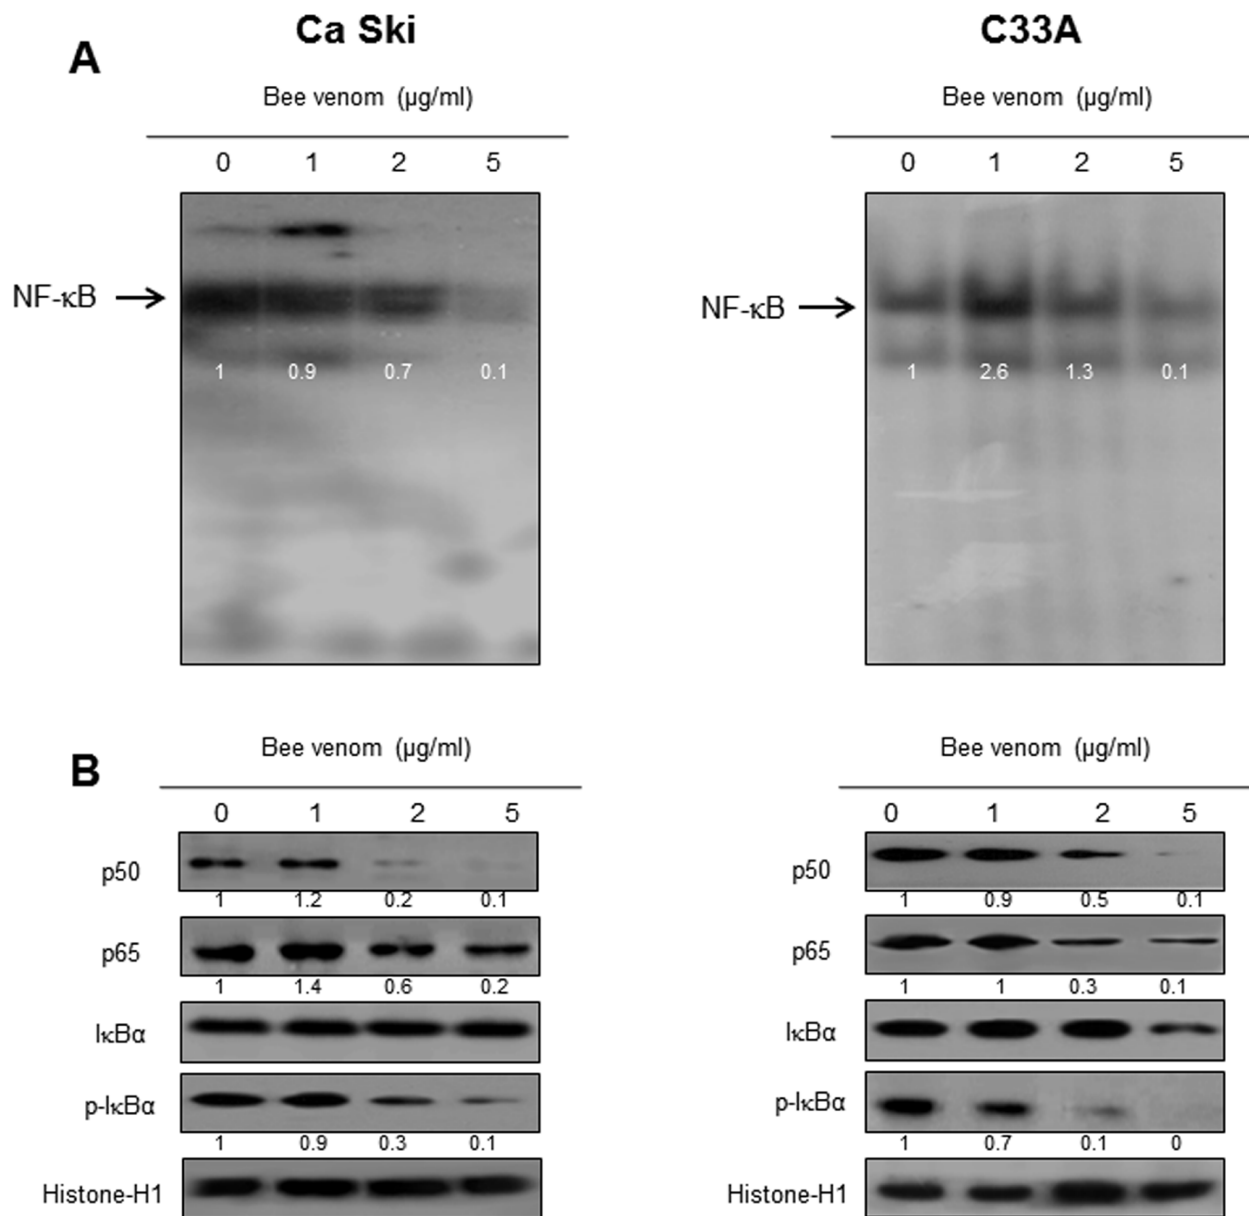 Ca Ski
C33A
A
Bee venom (µg/ml)
Bee venom (µg/ml)
0 1 2 5
0 1 2 5
NF-κB
NF-κB
1 0.9 0.7 0.1
1 2.6 1.3 0.1
B
Bee venom (µg/ml)
Bee venom (µg/ml)
0 1 2 5
0 1 2 5
p50
p50
1 1.2 0.2 0.1
1 0.9 0.5 0.1
p65
p65
1 1.4 0.6 0.2
1 1 0.3 0.1
IκBα
IκBα
p-IκBα
p-IκBα
1 0.9 0.3 0.1
1 0.7 0.1 0
Histone-H1
Histone-H1